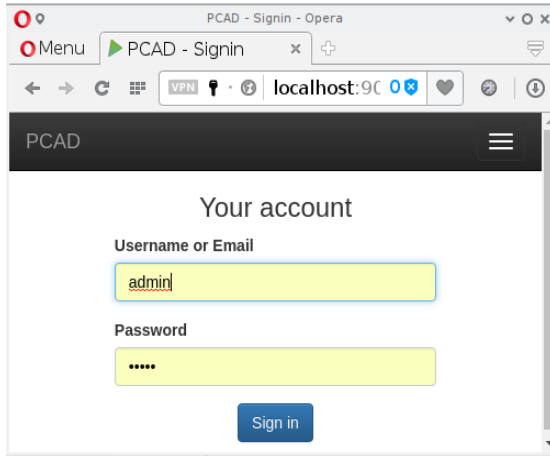 PCAD - Signin - Opera
Menu PCAD - Signin
VPN localhost:90 0
PCAD
Your account
Username or Email
admin
Password
•••••
Sign in